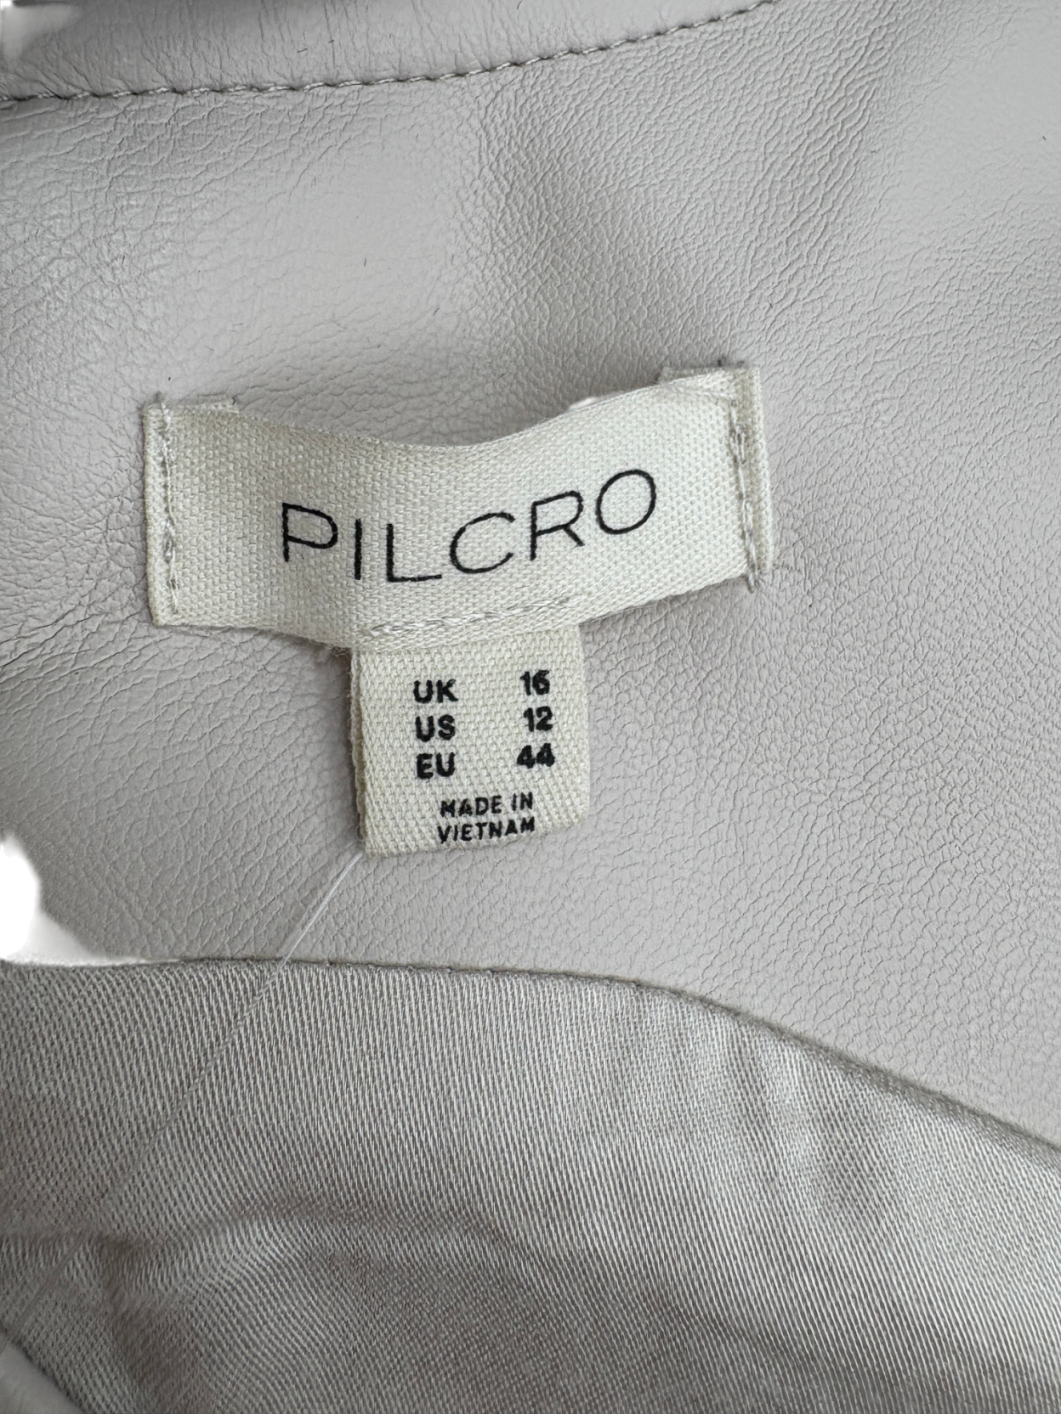 PILCRO
UK 16
US 12
EU 44
MADE IN
VIETNAM